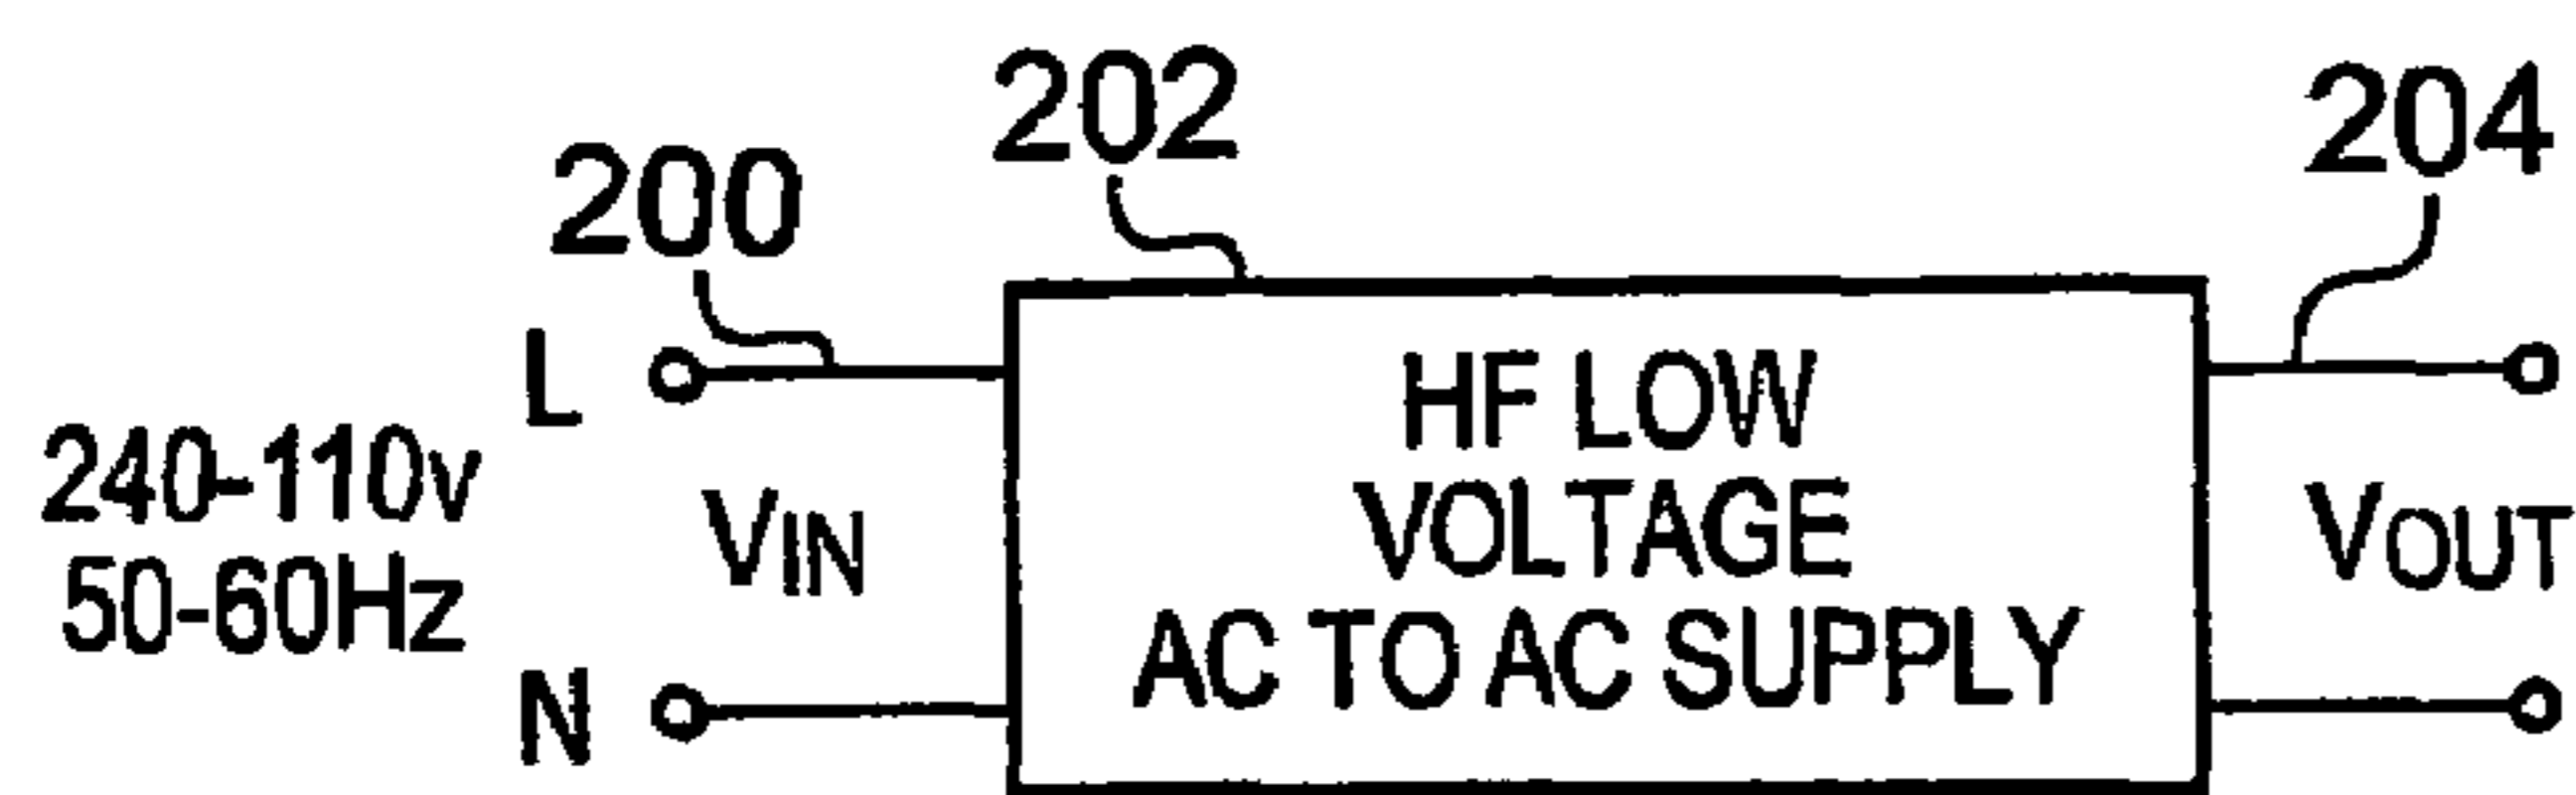 202
204
200
L
HF LOW
240-110v
VIN
VOLTAGE
VOUT
50-60Hz
AC TO AC SUPPLY
N